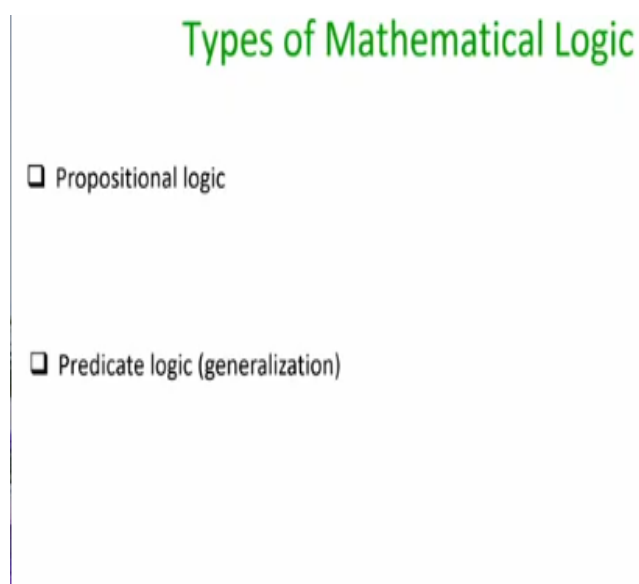 Types of Mathematical Logic
Propositional logic
Predicate logic (generalization)